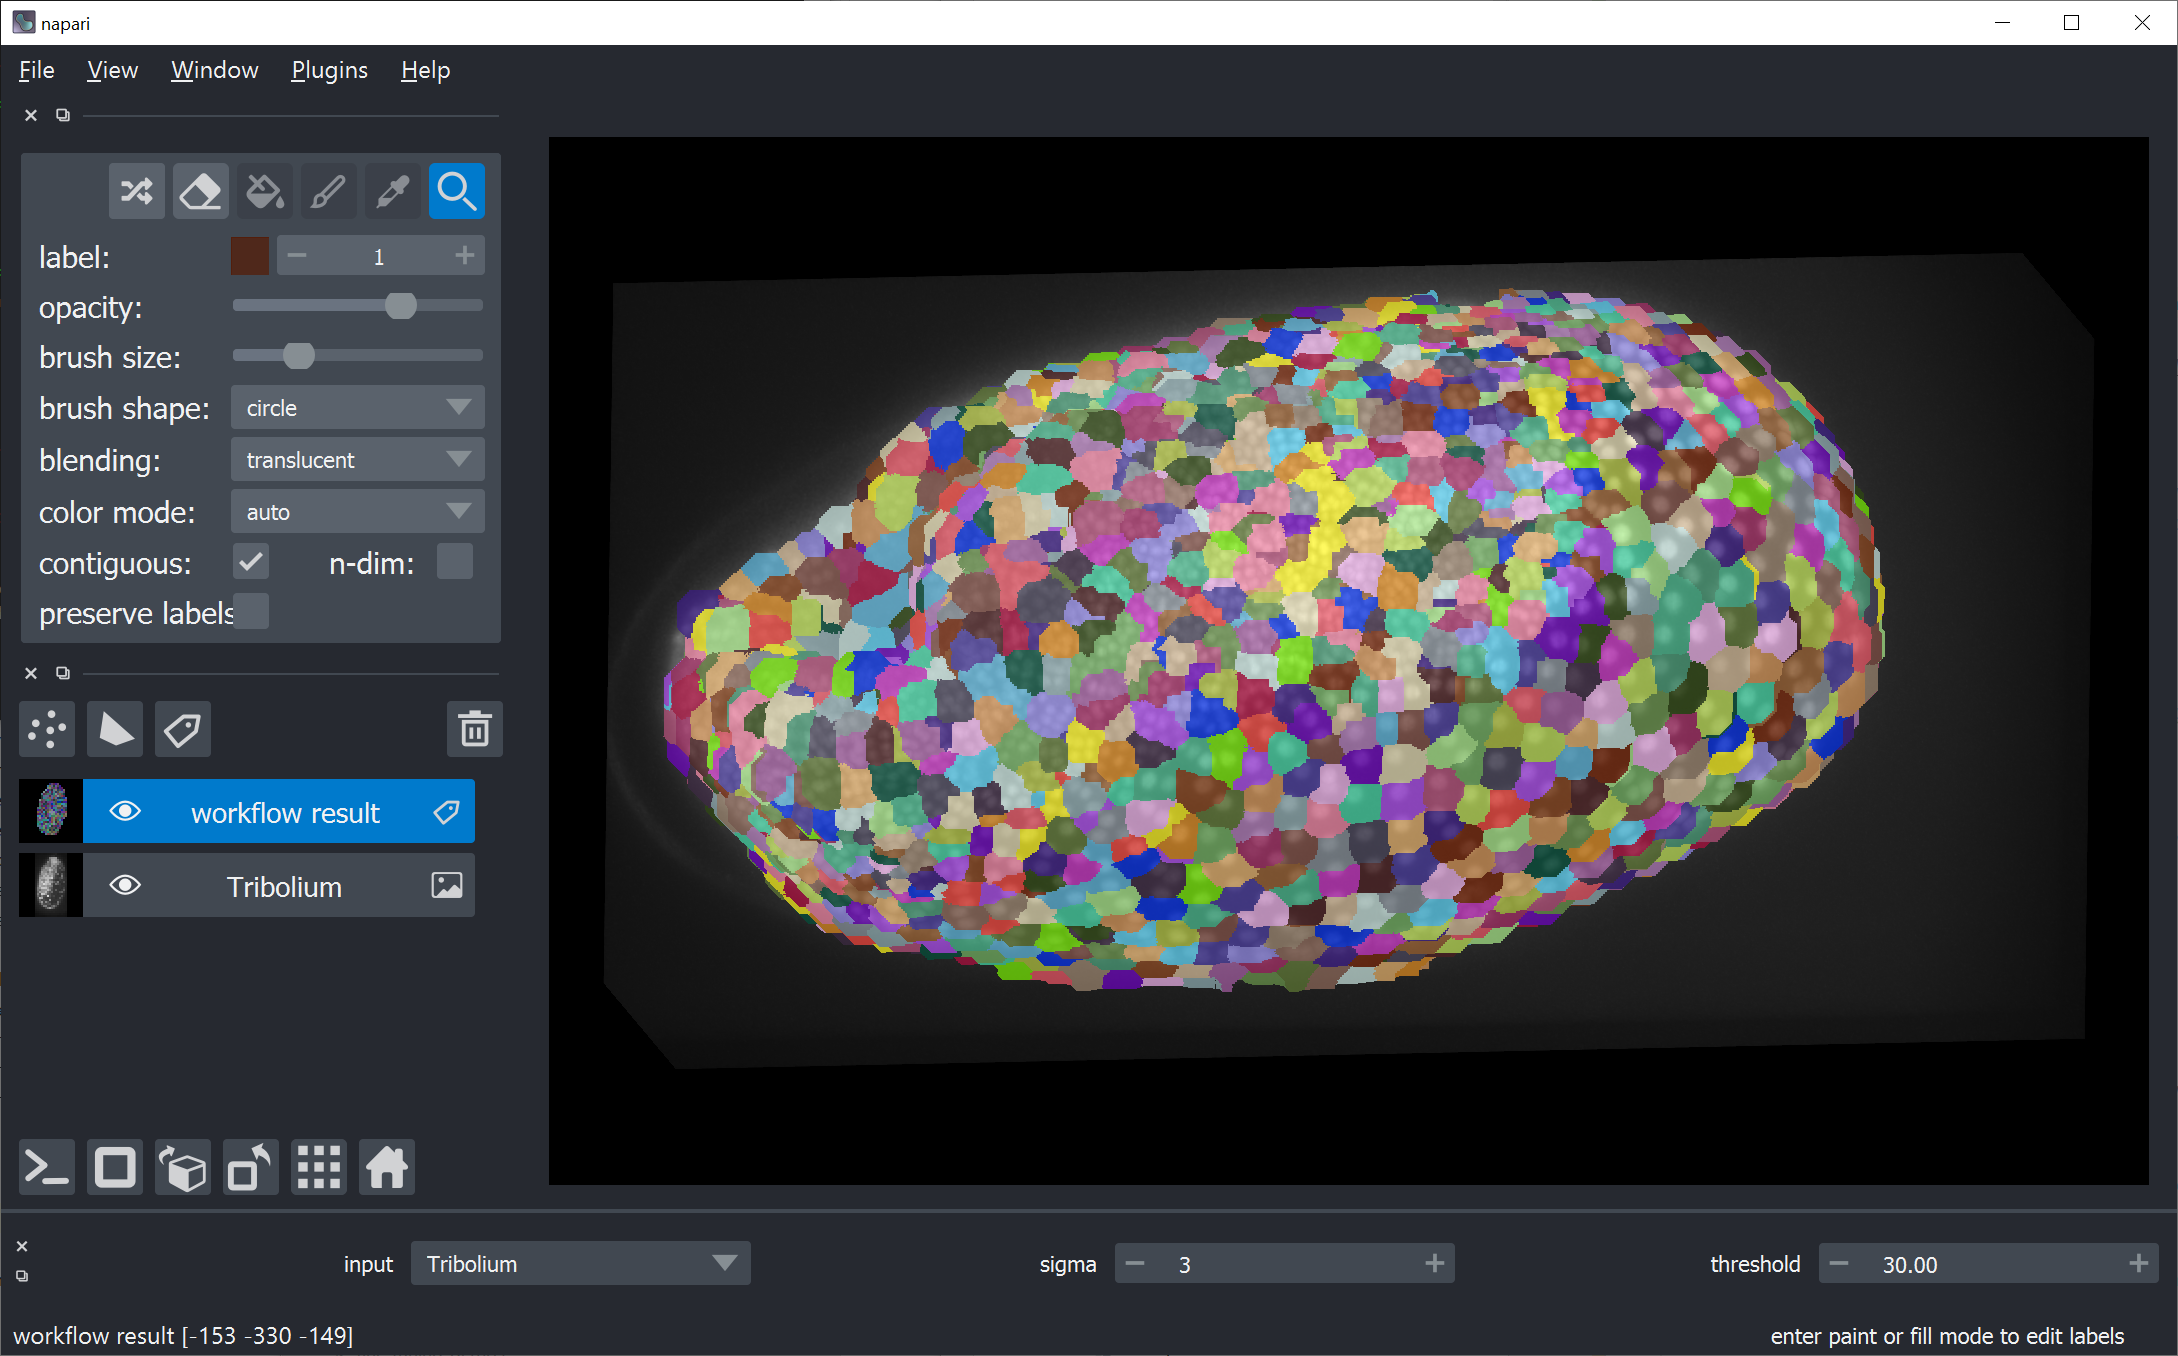 napari
File View Window Plugins Help
label: 1
opacity:
brush size:
brush shape: circle
blending: translucent
color mode: auto
contiguous: n-dim:
preserve labels
workflow result
Tribolium
input Tribolium sigma 3 threshold 30.00
workflow result [-153 -330 -149] enter paint or fill mode to edit labels